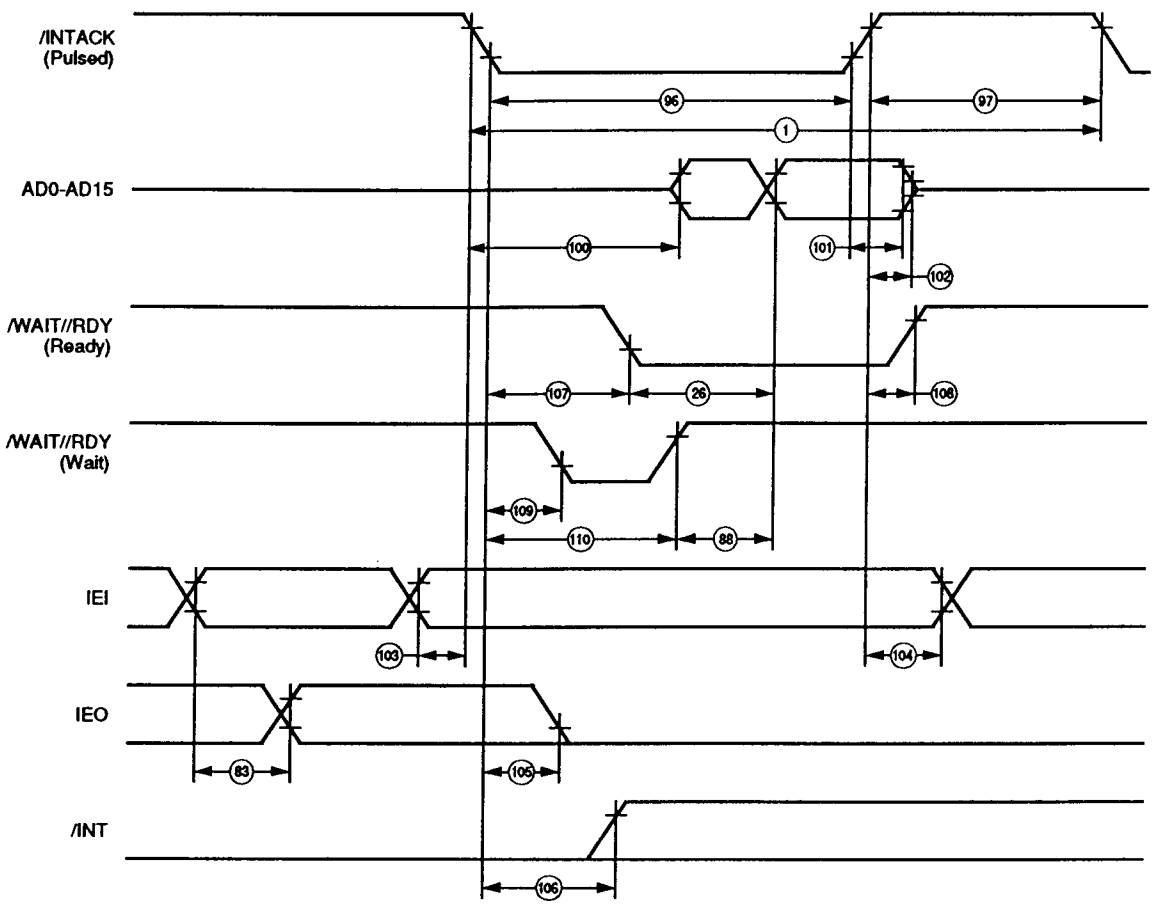 /INTACK
(Pulsed)
96
97
1
AD0-AD15
100
101
102
/WAIT//RDY
(Ready)
107
26
108
/WAIT//RDY
(Wait)
109
110
88
IEI
103
104
IEO
83
105
/INT
106